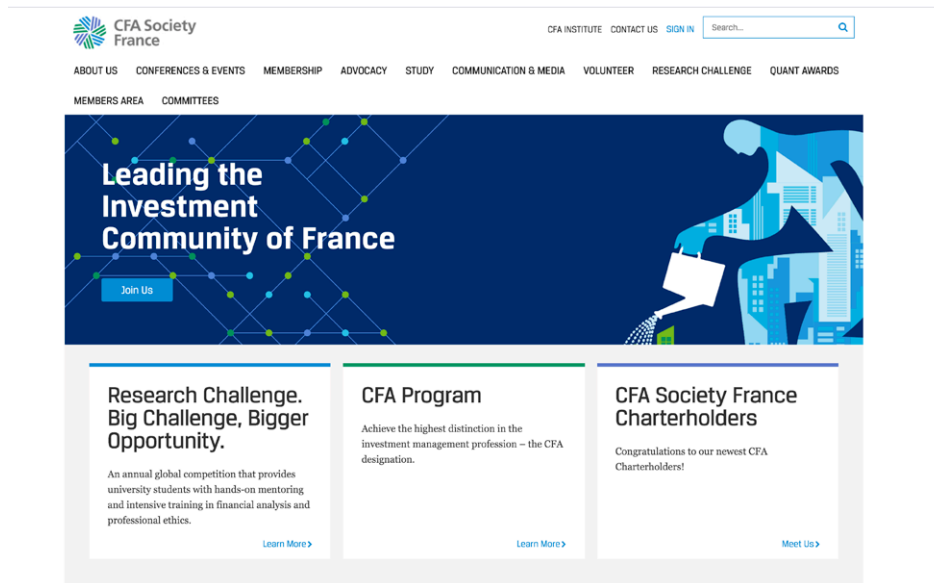 CFA Society
France
CFA INSTITUTE CONTACT US SIGN IN Search...
ABOUT US CONFERENCES & EVENTS MEMBERSHIP ADVOCACY STUDY COMMUNICATION & MEDIA VOLUNTEER RESEARCH CHALLENGE QUANT AWARDS
MEMBERS AREA COMMITTEES
Leading the
Investment
Community of France
Join Us
Research Challenge.
Big Challenge, Bigger
Opportunity.
An annual global competition that provides
university students with hands-on mentoring
and intensive training in financial analysis and
professional ethics.
Learn More >
CFA Program
Achieve the highest distinction in the
investment management profession – the CFA
designation.
Learn More >
CFA Society France
Charterholders
Congratulations to our newest CFA
Charterholders!
Meet Us >